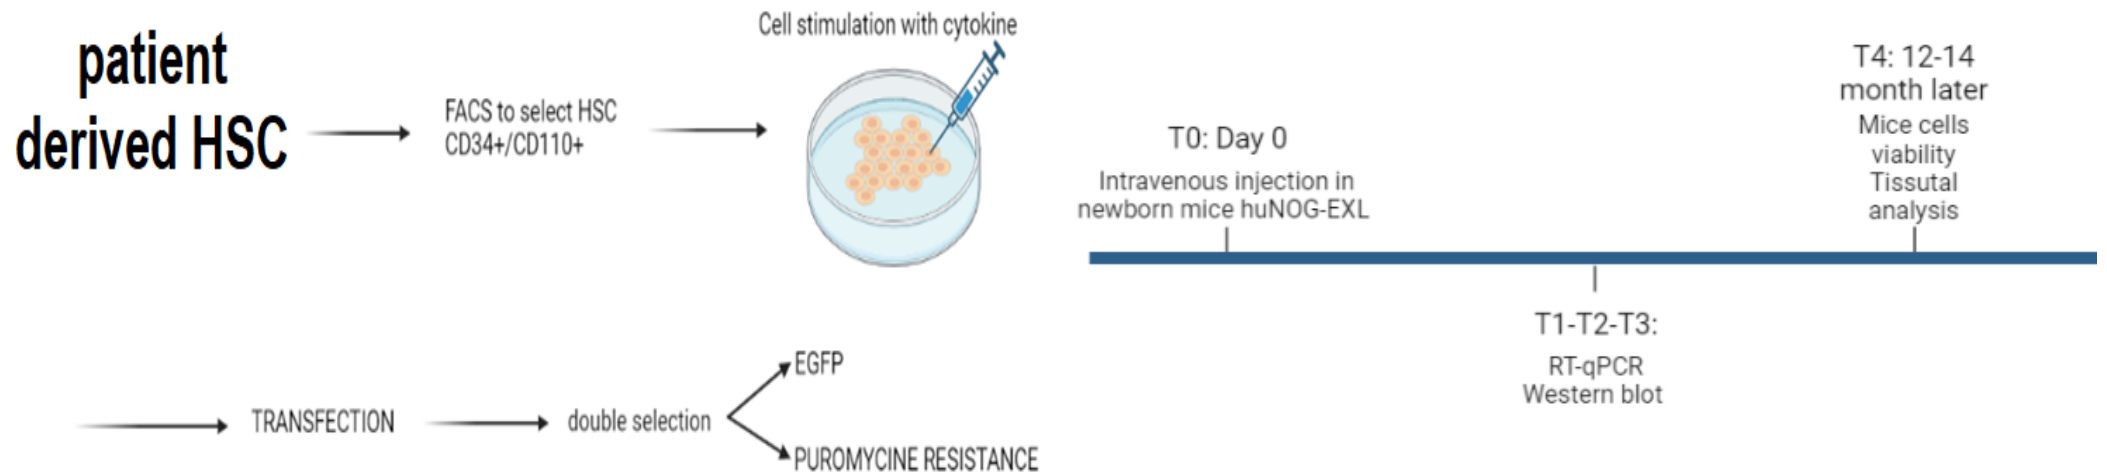 patient
derived HSC
FACS to select HSC
CD34+/CD110+
Cell stimulation with cytokine
TRANSFECTION
double selection
EGFP
PUROMYCINE RESISTANCE
T0: Day 0
Intravenous injection in
newborn mice huNOG-EXL
T1-T2-T3:
RT-qPCR
Western blot
T4: 12-14
month later
Mice cells
viability
Tissutal
analysis